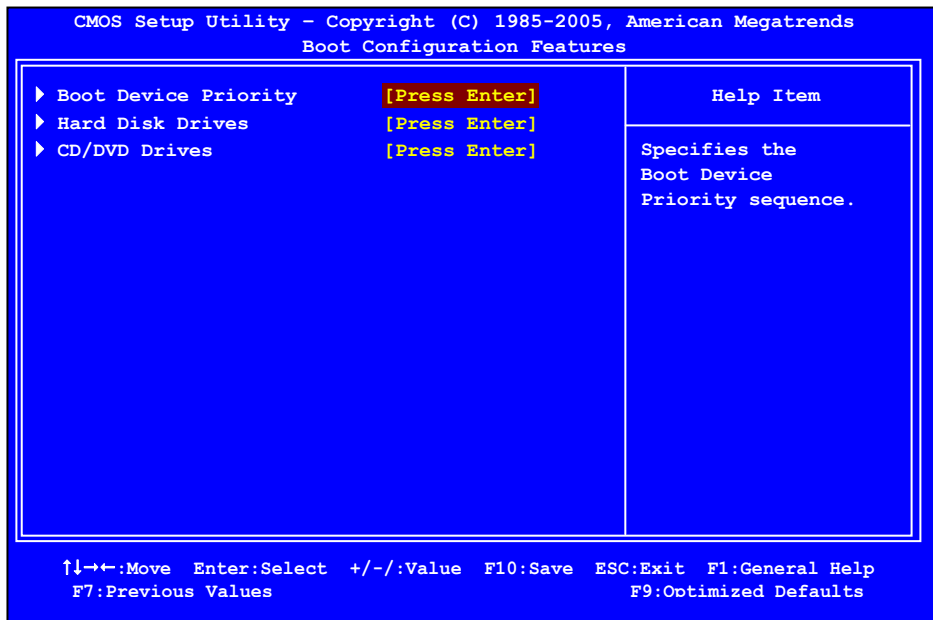 CMOS Setup Utility – Copyright (C) 1985-2005, American Megatrends
Boot Configuration Features
Boot Device Priority [Press Enter]
Hard Disk Drives [Press Enter]
CD/DVD Drives [Press Enter]
Help Item
Specifies the
Boot Device
Priority sequence.
↑↓→←:Move Enter:Select +/-/:Value F10:Save ESC:Exit F1:General Help
F7:Previous Values F9:Optimized Defaults